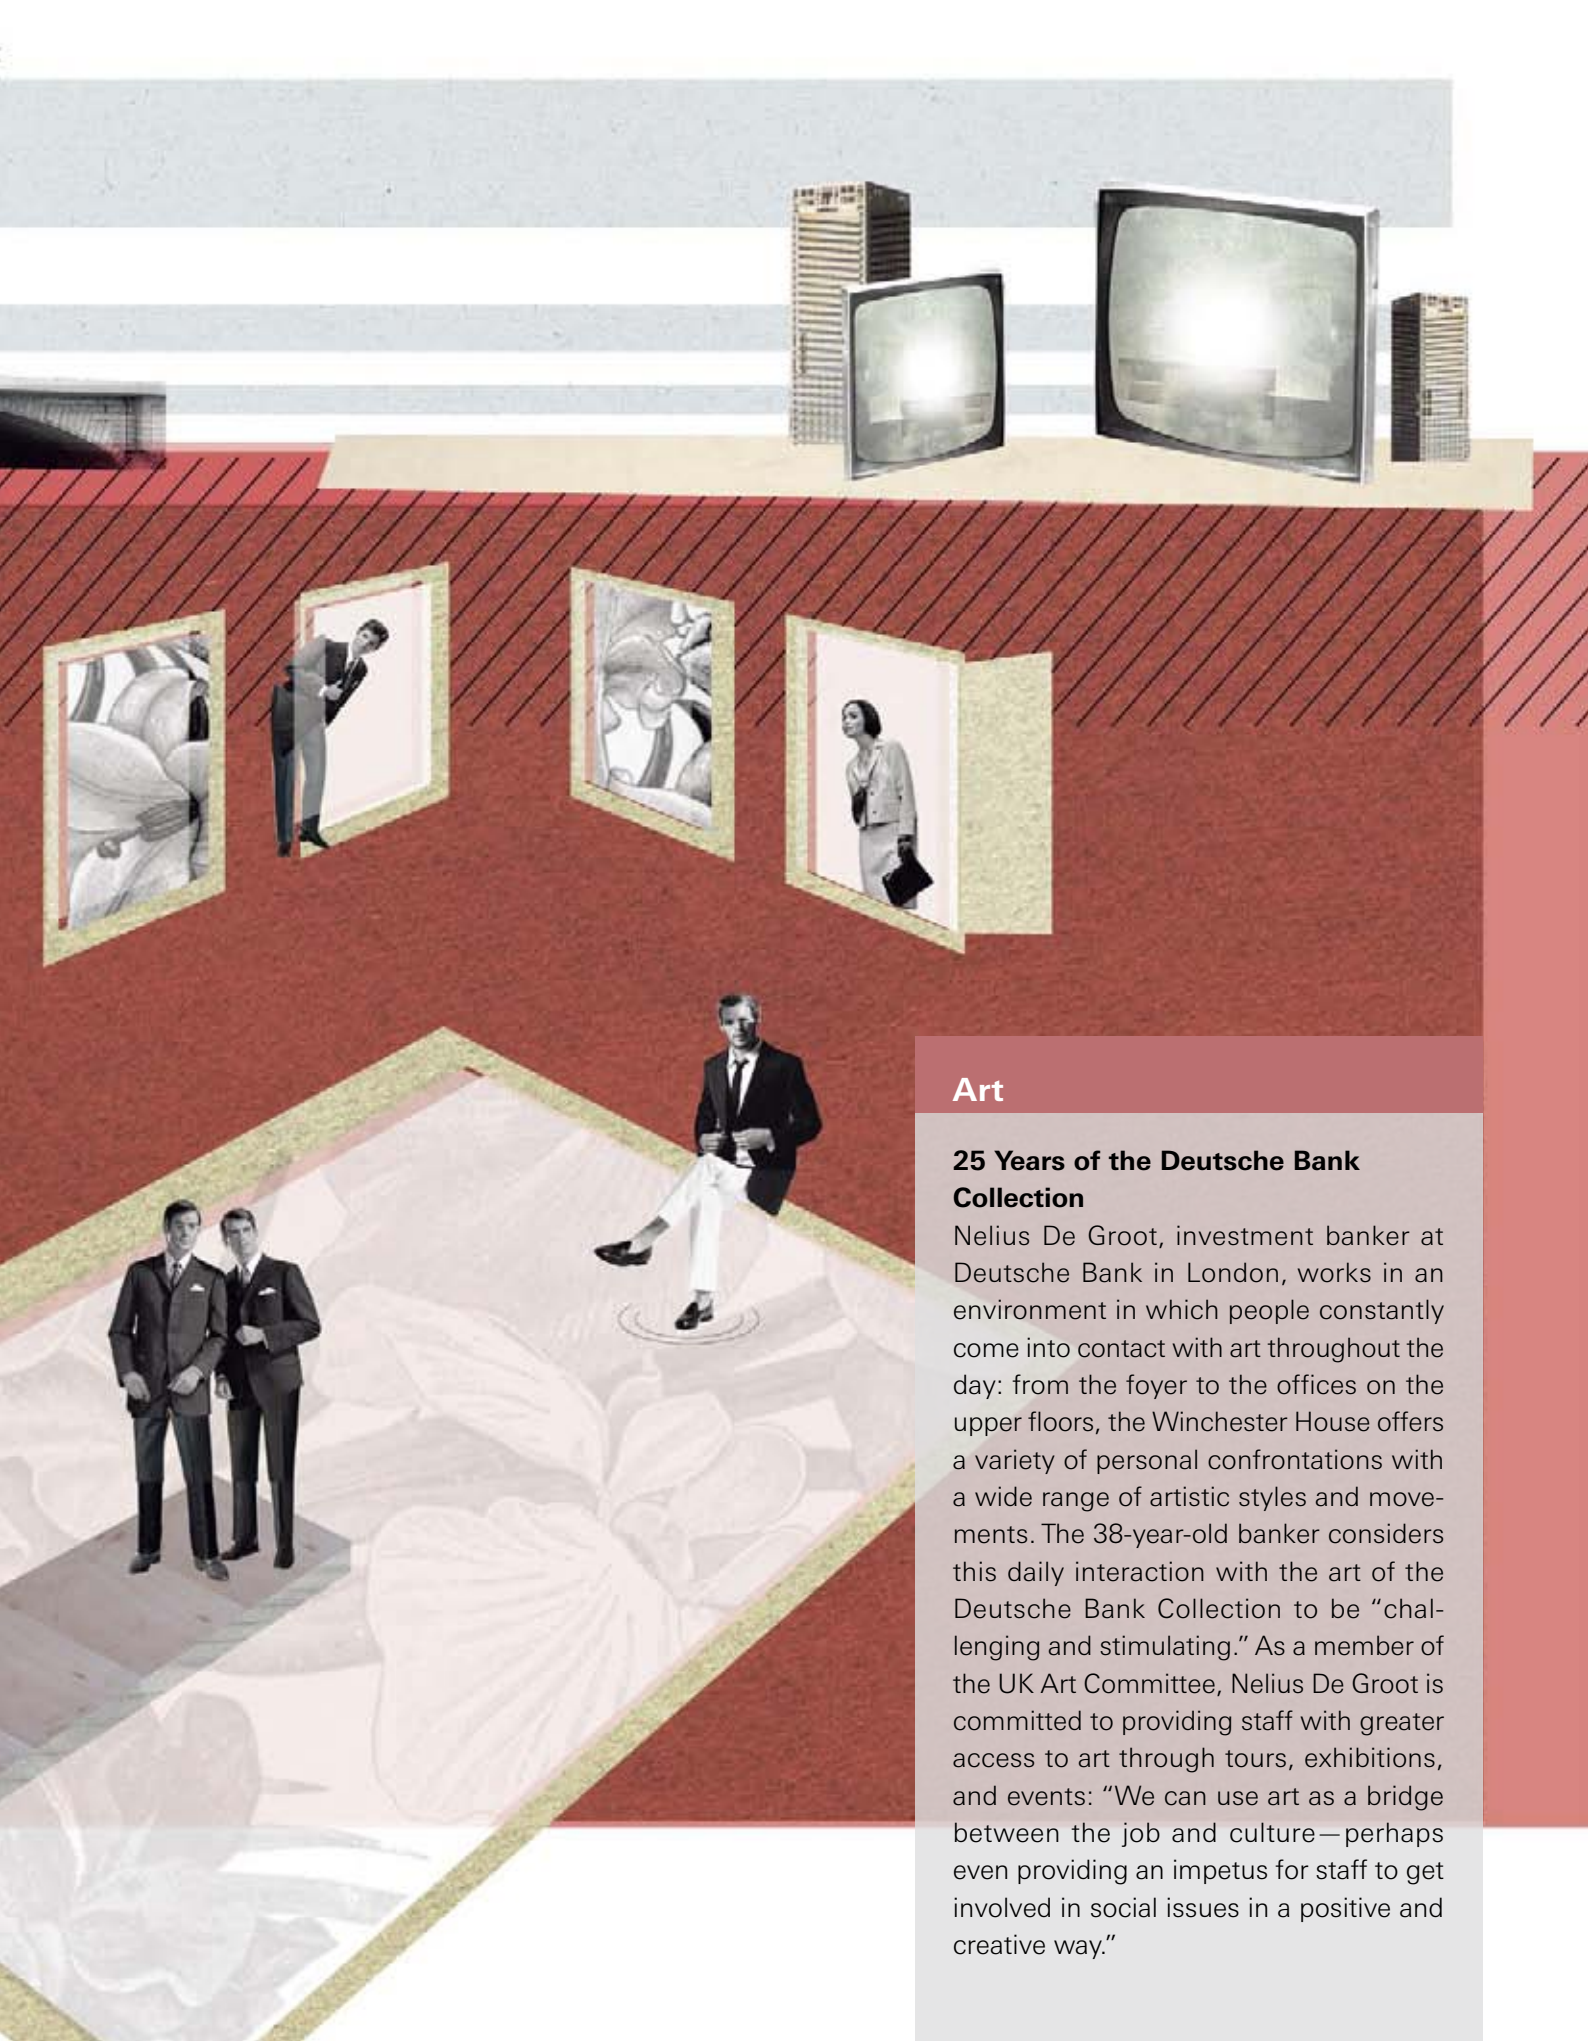 Art
25 Years of the Deutsche Bank
Collection
Nelius De Groot, investment banker at
Deutsche Bank in London, works in an
environment in which people constantly
come into contact with art throughout the
day: from the foyer to the offices on the
upper floors, the Winchester House offers
a variety of personal confrontations with
a wide range of artistic styles and move-
ments. The 38-year-old banker considers
this daily interaction with the art of the
Deutsche Bank Collection to be “chal-
lenging and stimulating.” As a member of
the UK Art Committee, Nelius De Groot is
committed to providing staff with greater
access to art through tours, exhibitions,
and events: “We can use art as a bridge
between the job and culture—perhaps
even providing an impetus for staff to get
involved in social issues in a positive and
creative way.”